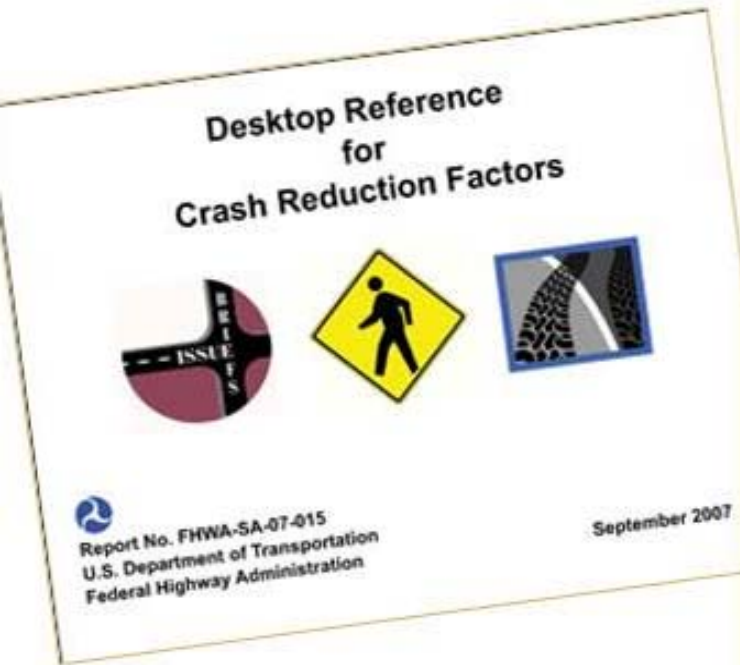 Desktop Reference
for
Crash Reduction Factors
ISSUE
BRIEFS
Report No. FHWA-SA-07-015
U.S. Department of Transportation
Federal Highway Administration
September 2007